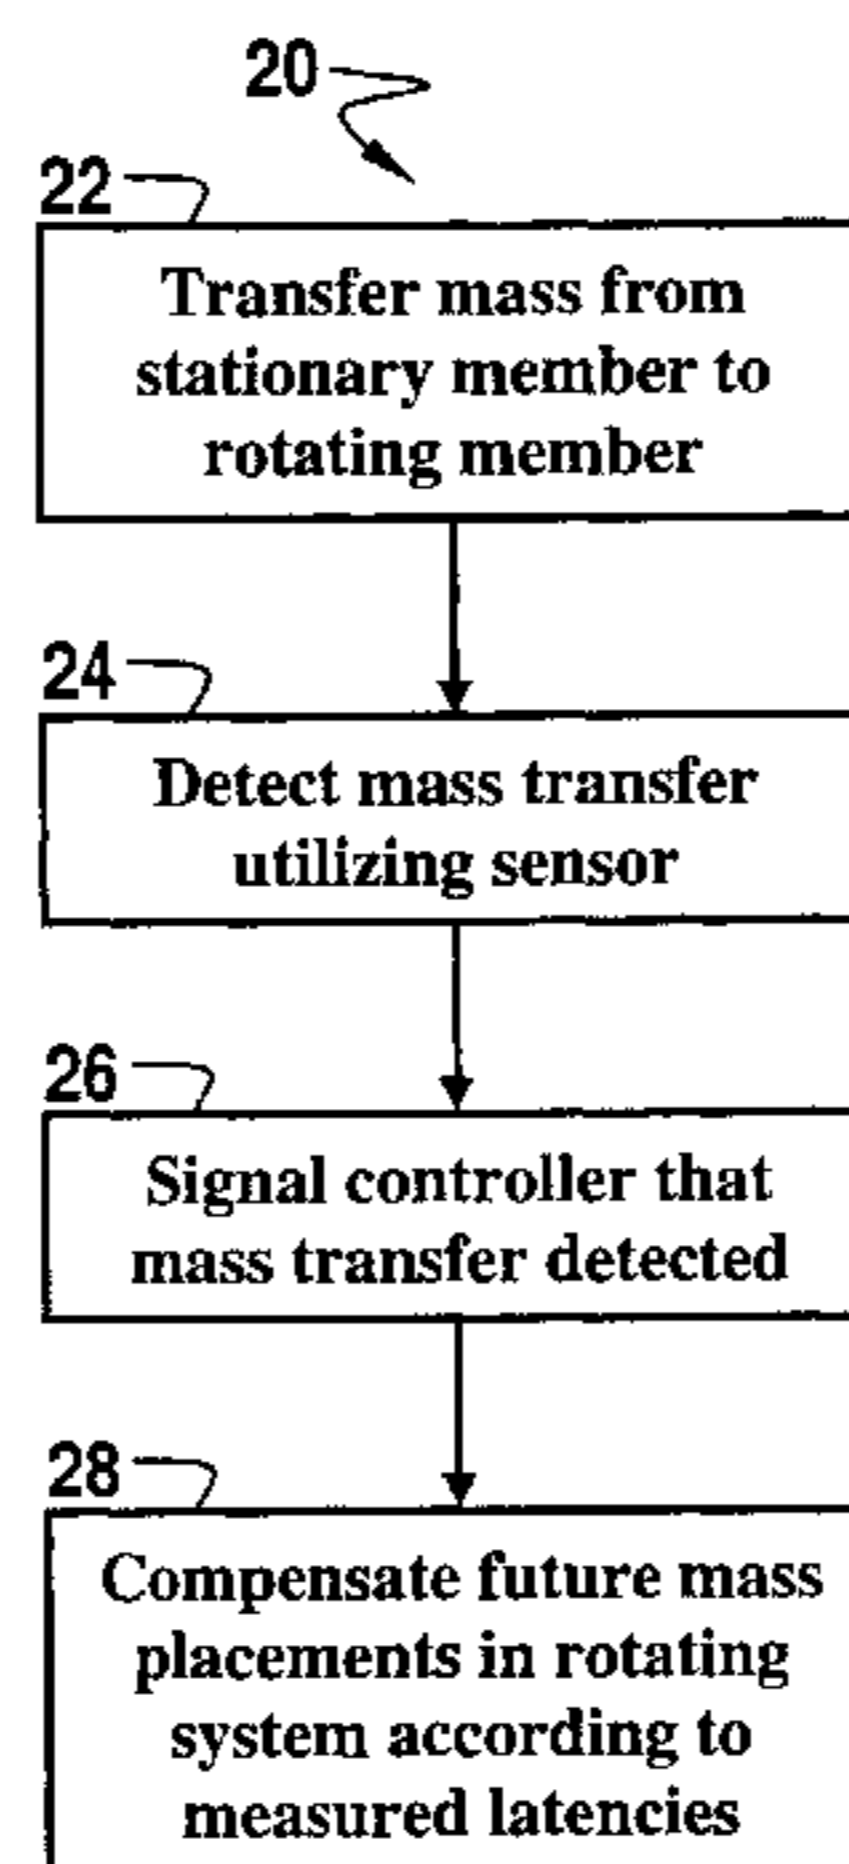 20
22
Transfer mass from
stationary member to
rotating member
24
Detect mass transfer
utilizing sensor
26
Signal controller that
mass transfer detected
28
Compensate future mass
placements in rotating
system according to
measured latencies